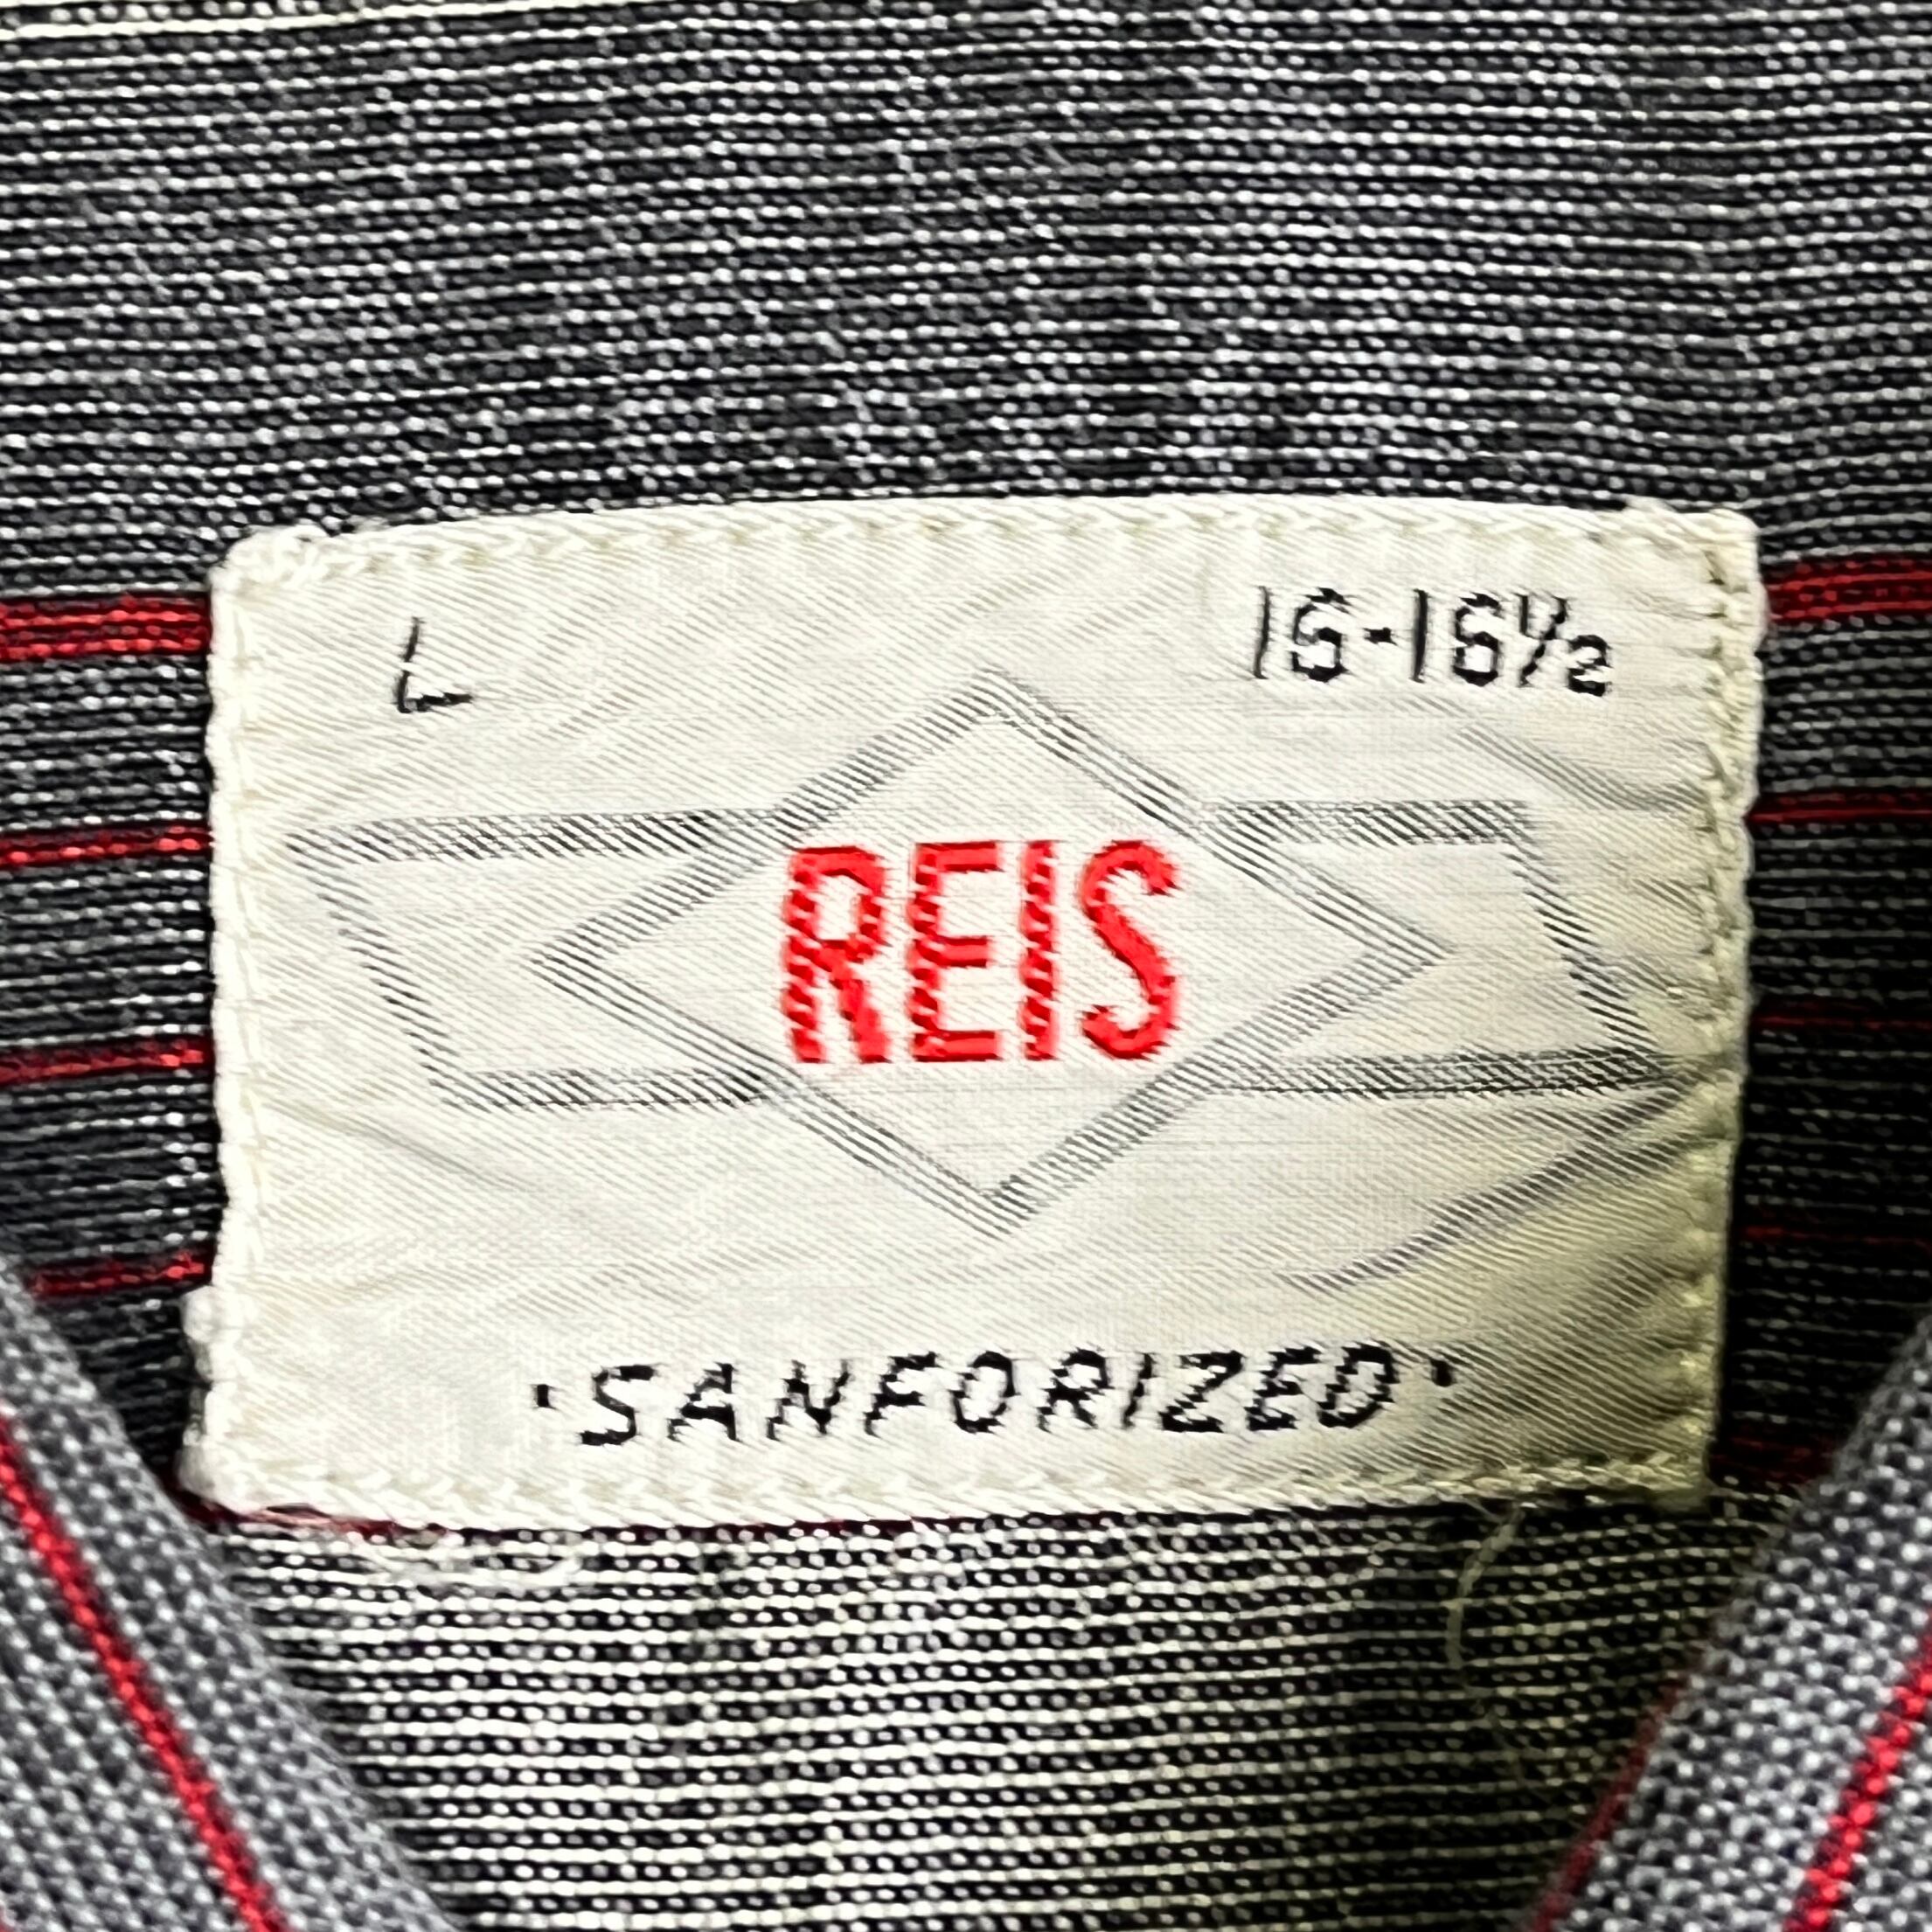 L 16-16½
REIS
"SANFORIZED"